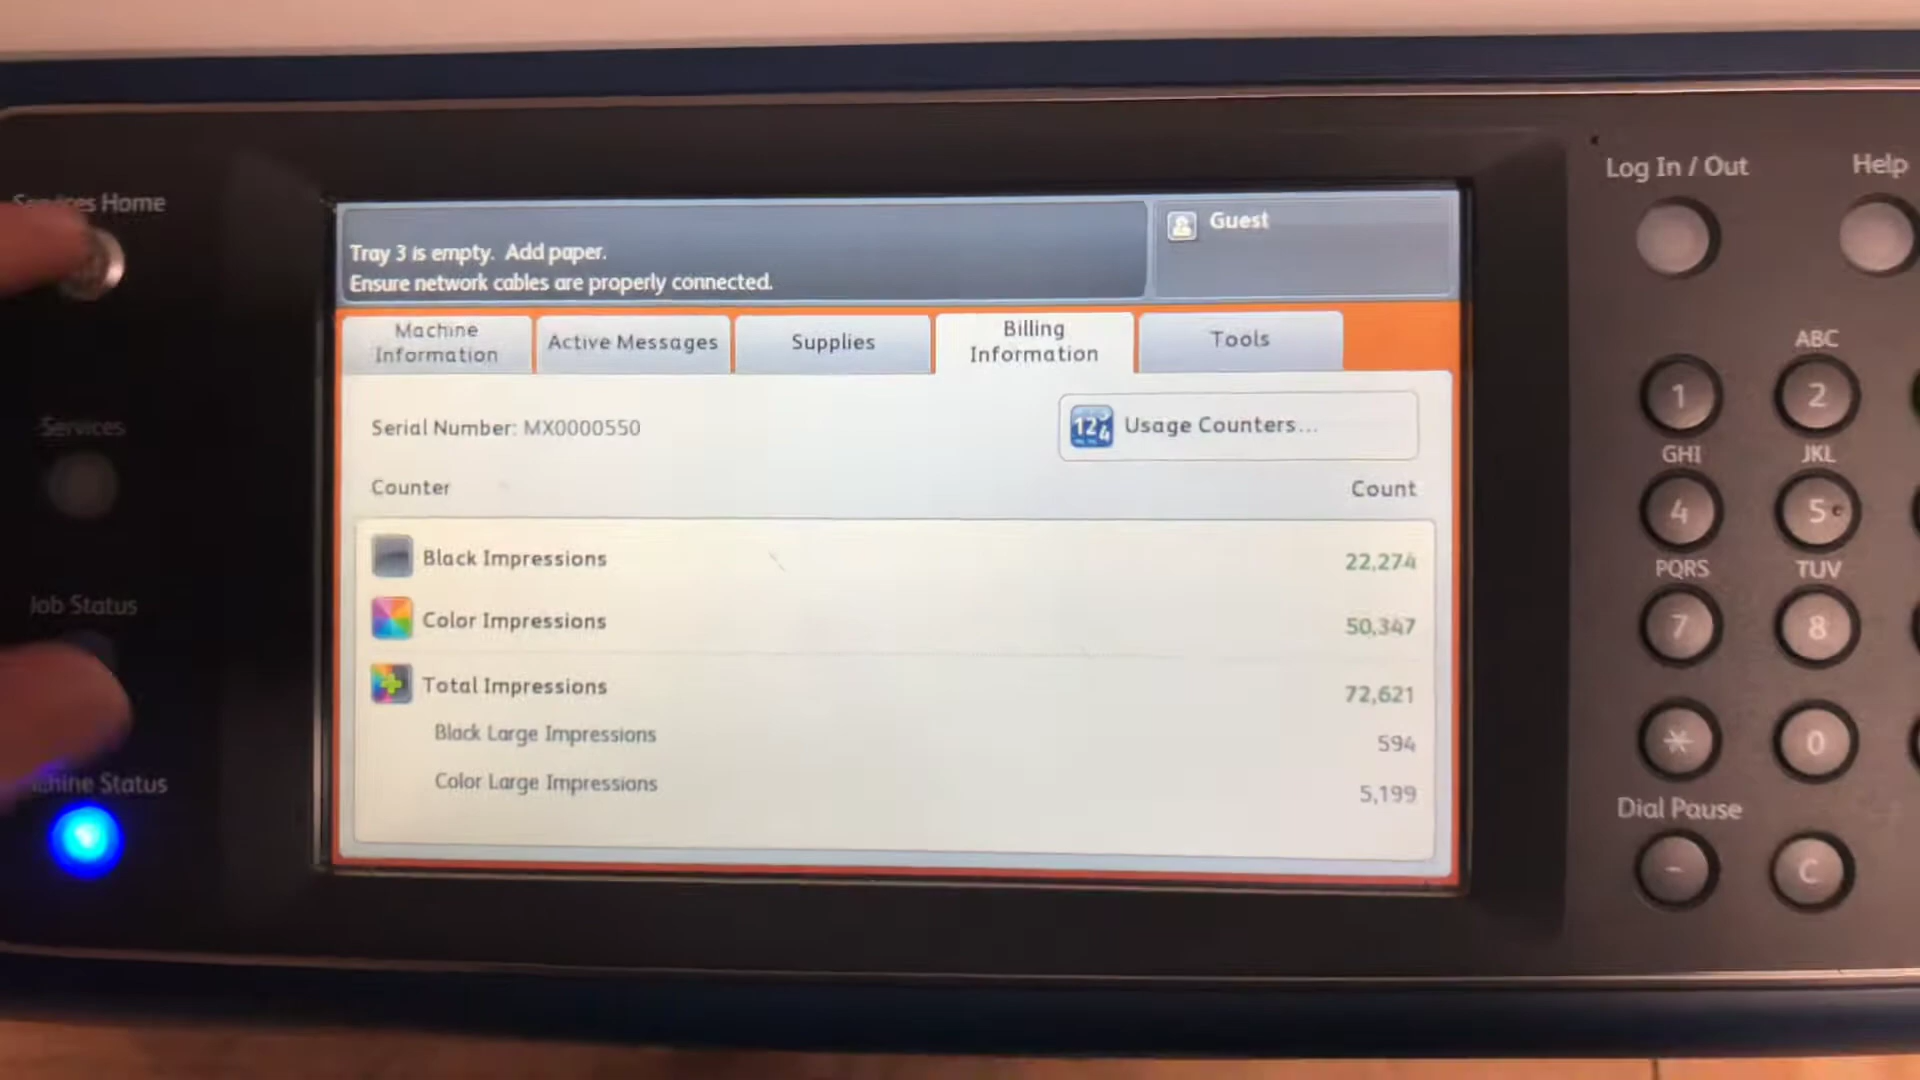 Services Home
Services
Job Status
Machine Status
Tray 3 is empty. Add paper.
Ensure network cables are properly connected.
Guest
Machine Information
Active Messages
Supplies
Billing Information
Tools
Serial Number: MX0000550
1234 Usage Counters...
Counter
Count
Black Impressions
22,274
Color Impressions
50,347
Total Impressions
72,621
Black Large Impressions
594
Color Large Impressions
5,199
Log In / Out
Help
ABC
1
2
GHI
JKL
4
5
PQRS
TUV
7
8
*
0
Dial Pause
-
C